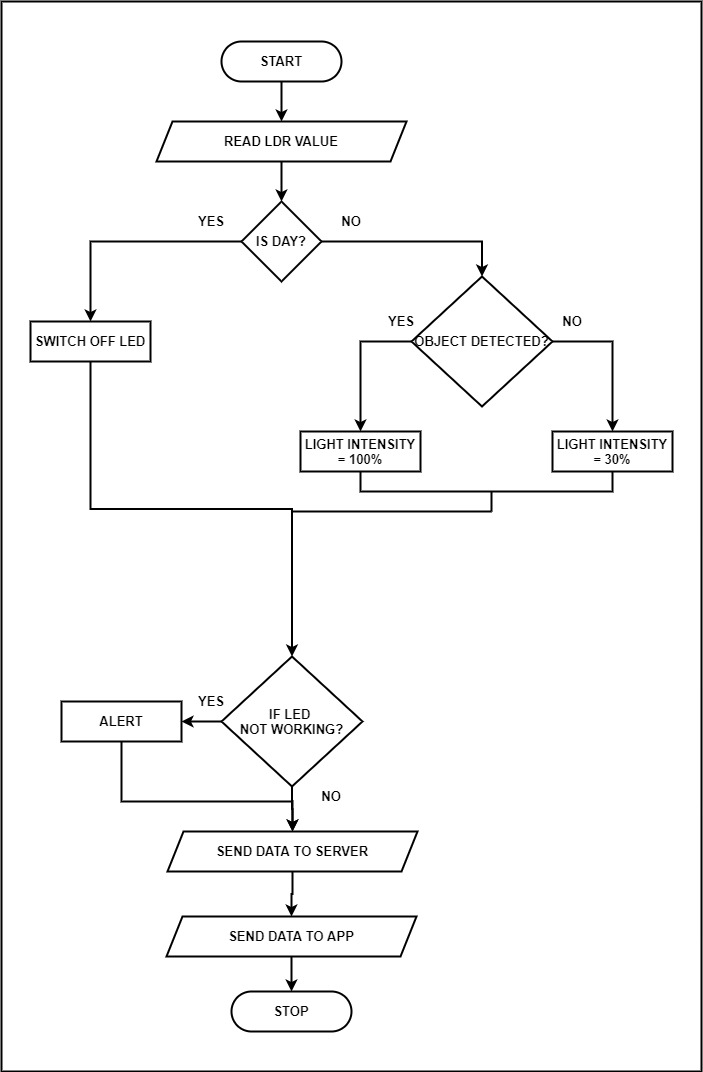 START
READ LDR VALUE
YES
NO
IS DAY?
SWITCH OFF LED
YES
NO
OBJECT DETECTED?
LIGHT INTENSITY
= 100%
LIGHT INTENSITY
= 30%
YES
IF LED
NOT WORKING?
ALERT
NO
SEND DATA TO SERVER
SEND DATA TO APP
STOP